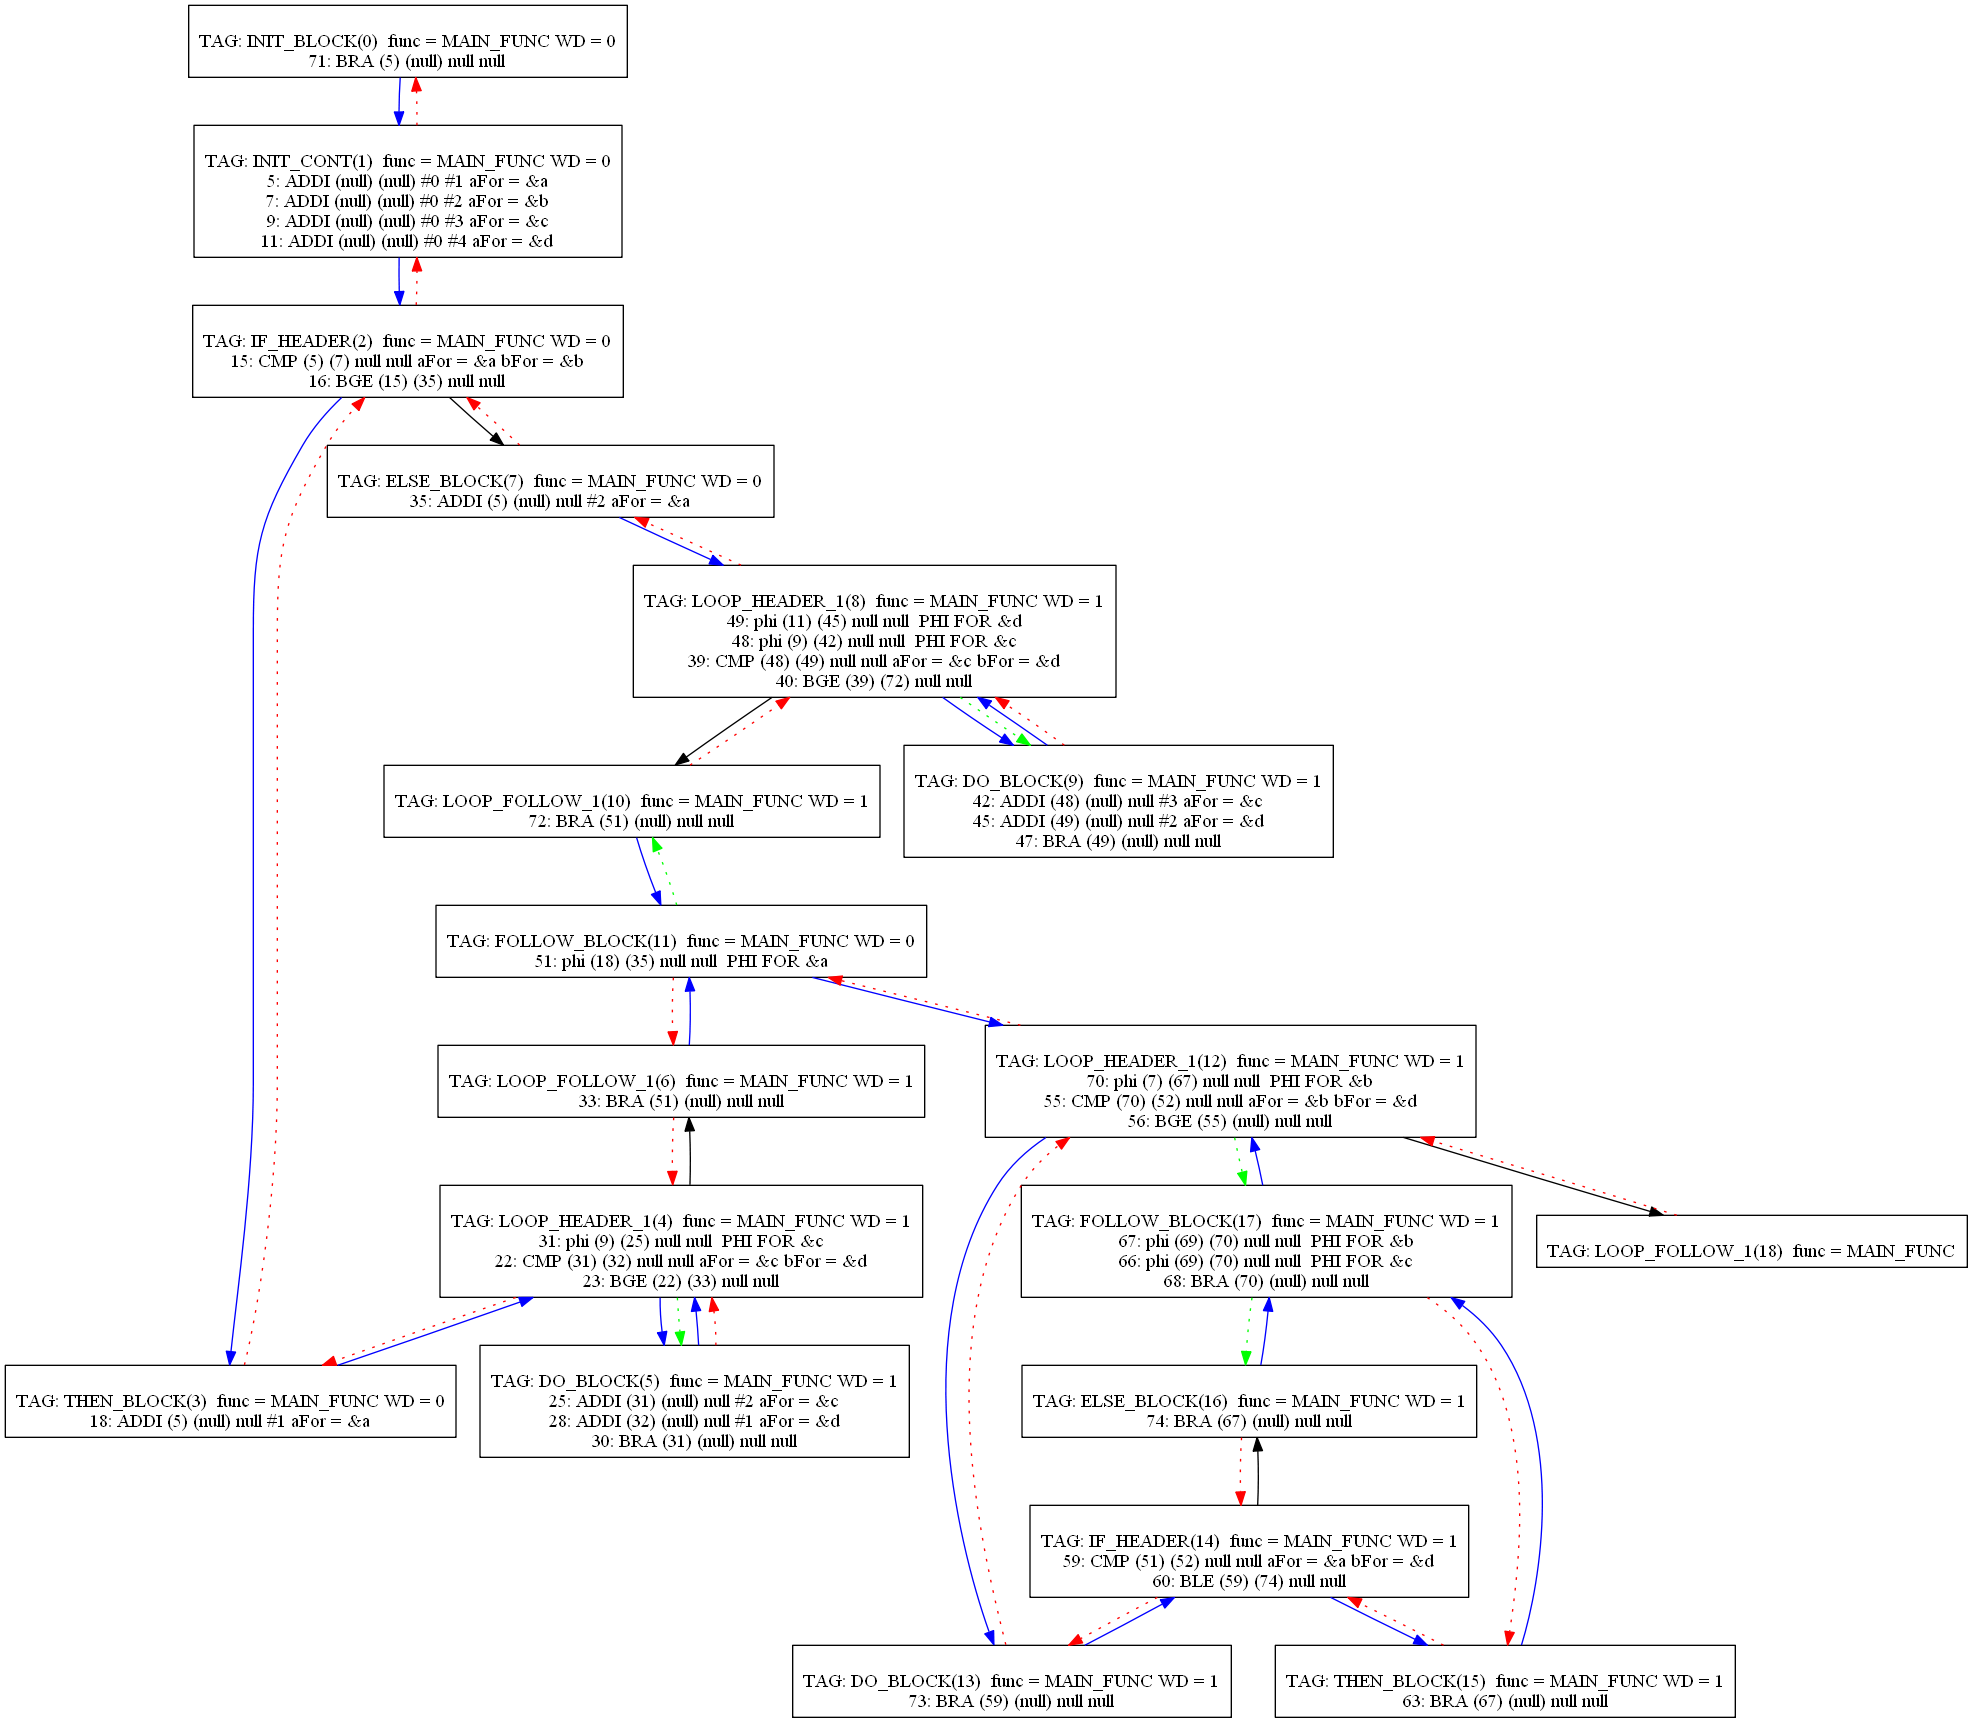 TAG: INIT_BLOCK(0)  func = MAIN_FUNC WD = 0
71: BRA (5) (null) null null
TAG: INIT_CONT(1)  func = MAIN_FUNC WD = 0
5: ADDI (null) (null) #0 #1 aFor = &a
7: ADDI (null) (null) #0 #2 aFor = &b
9: ADDI (null) (null) #0 #3 aFor = &c
11: ADDI (null) (null) #0 #4 aFor = &d
TAG: IF_HEADER(2)  func = MAIN_FUNC WD = 0
15: CMP (5) (7) null null aFor = &a bFor = &b
16: BGE (15) (35) null null
TAG: ELSE_BLOCK(7)  func = MAIN_FUNC WD = 0
35: ADDI (5) (null) null #2 aFor = &a
TAG: LOOP_HEADER_1(8)  func = MAIN_FUNC WD = 1
49: phi (11) (45) null null  PHI FOR &d
48: phi (9) (42) null null  PHI FOR &c
39: CMP (48) (49) null null aFor = &c bFor = &d
40: BGE (39) (72) null null
TAG: LOOP_FOLLOW_1(10)  func = MAIN_FUNC WD = 1
72: BRA (51) (null) null null
TAG: DO_BLOCK(9)  func = MAIN_FUNC WD = 1
42: ADDI (48) (null) null #3 aFor = &c
45: ADDI (49) (null) null #2 aFor = &d
47: BRA (49) (null) null null
TAG: FOLLOW_BLOCK(11)  func = MAIN_FUNC WD = 0
51: phi (18) (35) null null  PHI FOR &a
TAG: LOOP_FOLLOW_1(6)  func = MAIN_FUNC WD = 1
33: BRA (51) (null) null null
TAG: LOOP_HEADER_1(12)  func = MAIN_FUNC WD = 1
70: phi (7) (67) null null  PHI FOR &b
55: CMP (70) (52) null null aFor = &b bFor = &d
56: BGE (55) (null) null null
TAG: LOOP_HEADER_1(4)  func = MAIN_FUNC WD = 1
31: phi (9) (25) null null  PHI FOR &c
22: CMP (31) (32) null null aFor = &c bFor = &d
23: BGE (22) (33) null null
TAG: FOLLOW_BLOCK(17)  func = MAIN_FUNC WD = 1
67: phi (69) (70) null null  PHI FOR &b
66: phi (69) (70) null null  PHI FOR &c
68: BRA (70) (null) null null
TAG: LOOP_FOLLOW_1(18)  func = MAIN_FUNC
TAG: THEN_BLOCK(3)  func = MAIN_FUNC WD = 0
18: ADDI (5) (null) null #1 aFor = &a
TAG: DO_BLOCK(5)  func = MAIN_FUNC WD = 1
25: ADDI (31) (null) null #2 aFor = &c
28: ADDI (32) (null) null #1 aFor = &d
30: BRA (31) (null) null null
TAG: ELSE_BLOCK(16)  func = MAIN_FUNC WD = 1
74: BRA (67) (null) null null
TAG: IF_HEADER(14)  func = MAIN_FUNC WD = 1
59: CMP (51) (52) null null aFor = &a bFor = &d
60: BLE (59) (74) null null
TAG: DO_BLOCK(13)  func = MAIN_FUNC WD = 1
73: BRA (59) (null) null null
TAG: THEN_BLOCK(15)  func = MAIN_FUNC WD = 1
63: BRA (67) (null) null null